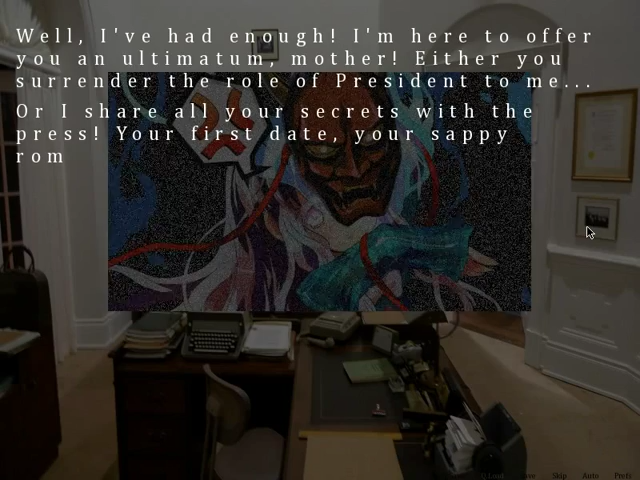 Well, I've had enough! I'm here to offer
you an ultimatum, mother! Either you
surrender the role of President to me...
Or I share all your secrets with the
press! Your first date, your sappy
rom
Skip
Auto
Prefs